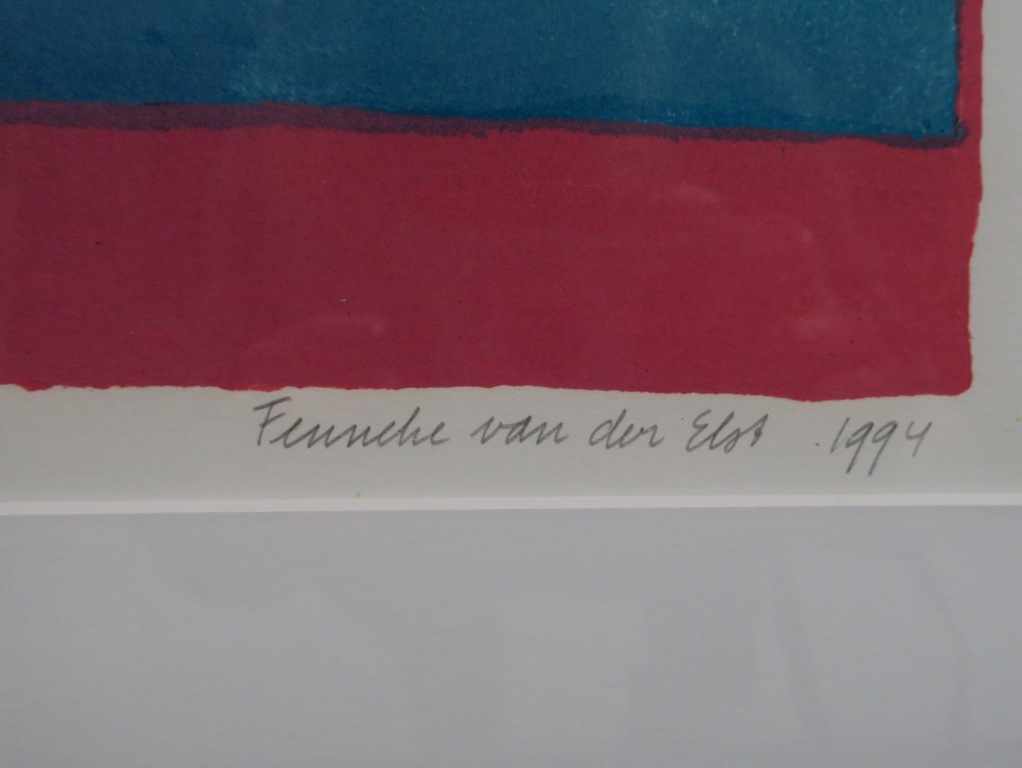 Fenneke van der Elst 1994